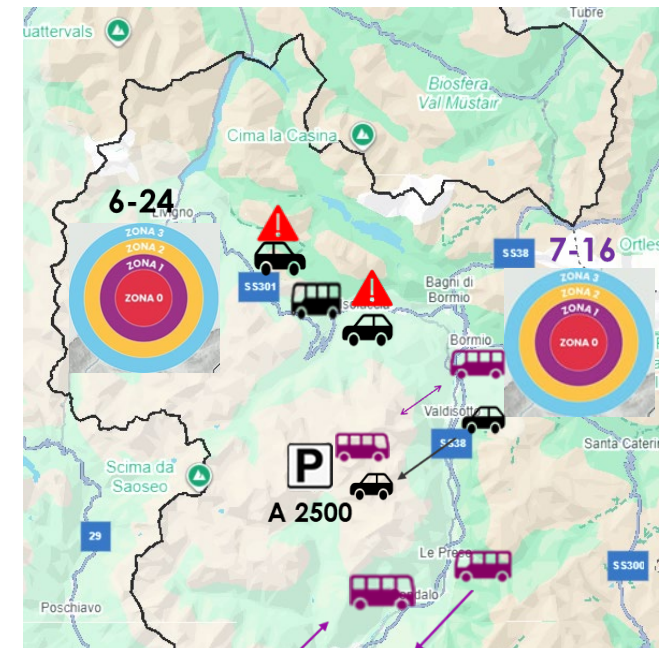 Tubre
uattervals
Biosfera
Val Müstair
Cima la Casina
6-24
Livigno
ZONA 3
ZONA 2
ZONA 1
ZONA 0
SS301
SS38
7-16
Ortles
ZONA 3
ZONA 2
ZONA 1
ZONA 0
Bagni di
Bormio
Bormio
Valdisotto
SS38
P
A 2500
Santa Caterin
Scima da
Saoseo
29
Le Prese
SS300
Poschiavo